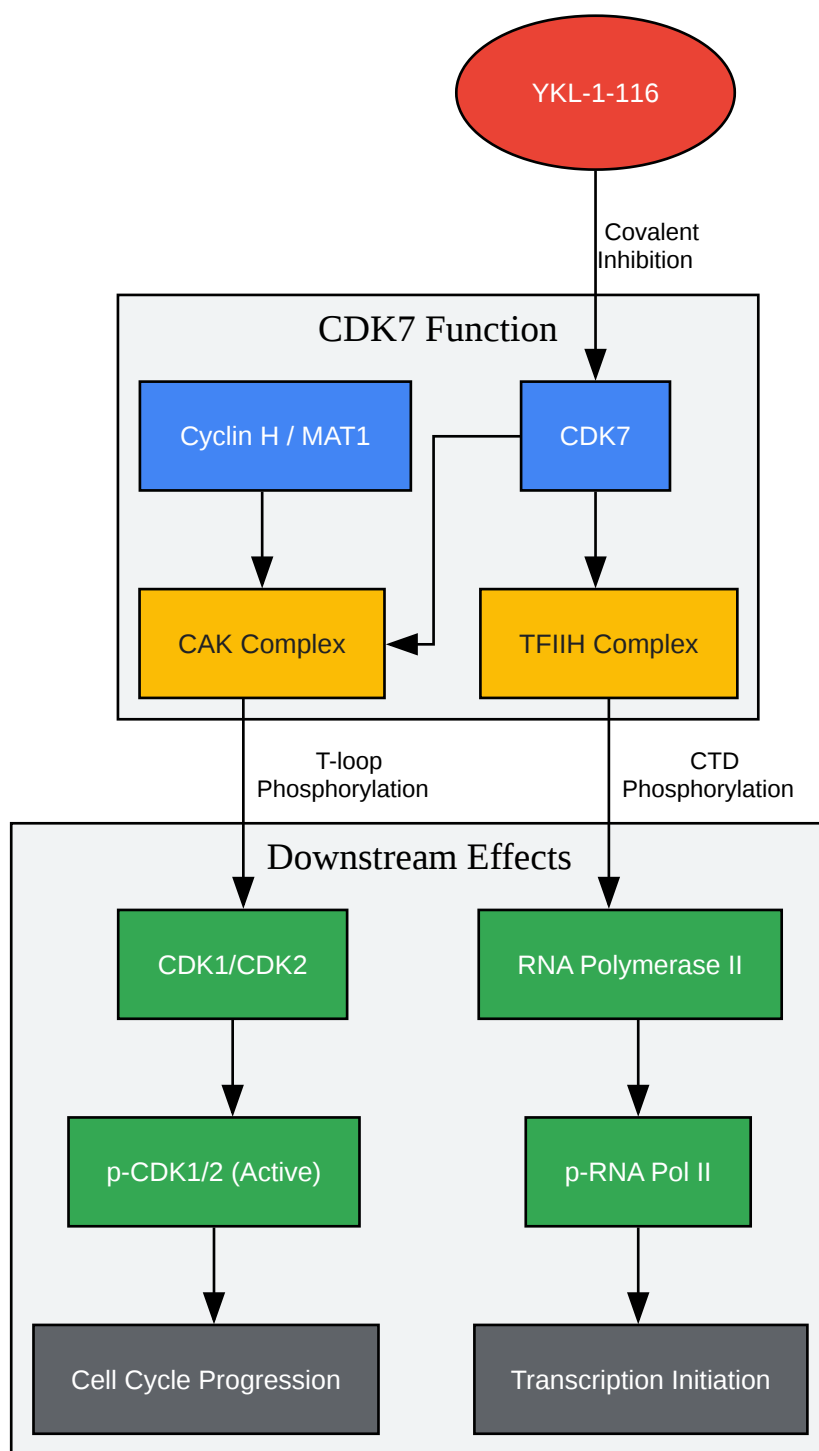 YKL-1-116
Covalent
Inhibition
CDK7 Function
Cyclin H / MAT1
CDK7
CAK Complex
TFIIH Complex
T-loop
Phosphorylation
CTD
Phosphorylation
Downstream Effects
CDK1/CDK2
RNA Polymerase II
p-CDK1/2 (Active)
p-RNA Pol II
Cell Cycle Progression
Transcription Initiation